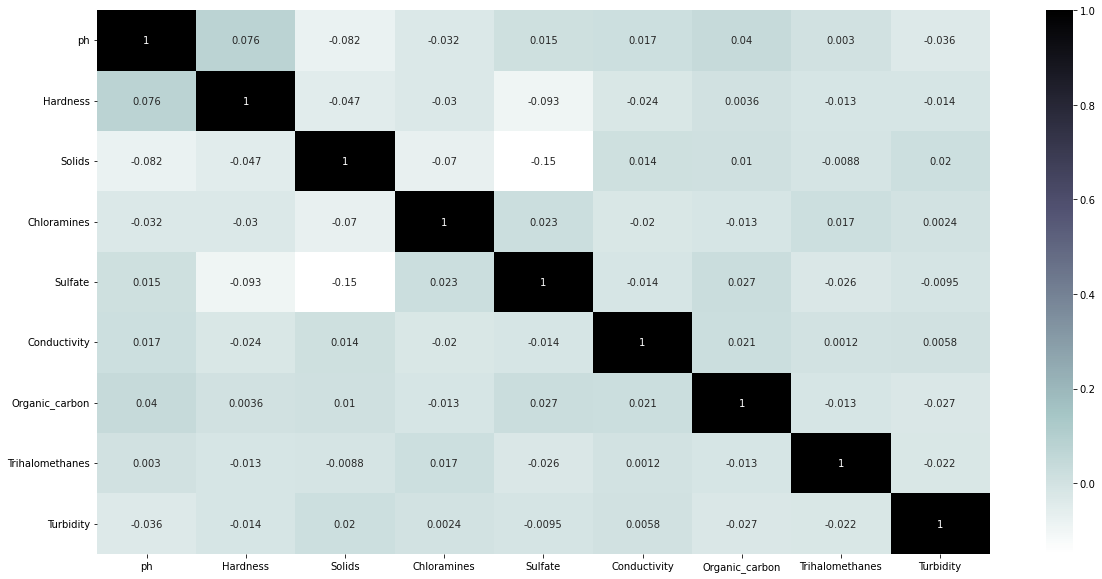 ph 1 0.076 -0.082 -0.032 0.015 0.017 0.04 0.003 -0.036
Hardness 0.076 1 -0.047 -0.03 -0.093 -0.024 0.0036 -0.013 -0.014
Solids -0.082 -0.047 1 -0.07 -0.15 0.014 0.01 -0.0088 0.02
Chloramines -0.032 -0.03 -0.07 1 0.023 -0.02 -0.013 0.017 0.0024
Sulfate 0.015 -0.093 -0.15 0.023 1 -0.014 0.027 -0.026 -0.0095
Conductivity 0.017 -0.024 0.014 -0.02 -0.014 1 0.021 0.0012 0.0058
Organic_carbon 0.04 0.0036 0.01 -0.013 0.027 0.021 1 -0.013 -0.027
Trihalomethanes 0.003 -0.013 -0.0088 0.017 -0.026 0.0012 -0.013 1 -0.022
Turbidity -0.036 -0.014 0.02 0.0024 -0.0095 0.0058 -0.027 -0.022 1
ph Hardness Solids Chloramines Sulfate Conductivity Organic_carbon Trihalomethanes Turbidity
1.0
0.8
0.6
0.4
0.2
0.0